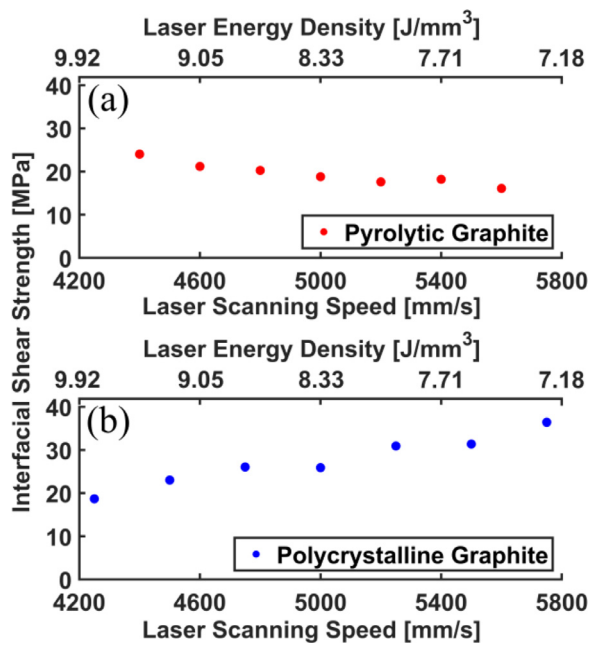 Laser Energy Density [J/mm³]
9.92 9.05 8.33 7.71 7.18
(a)
40
30
20
10
0
Pyrolytic Graphite
4200 4600 5000 5400 5800
Laser Scanning Speed [mm/s]
Interfacial Shear Strength [MPa]
Laser Energy Density [J/mm³]
9.92 9.05 8.33 7.71 7.18
(b)
40
30
20
10
0
Polycrystalline Graphite
4200 4600 5000 5400 5800
Laser Scanning Speed [mm/s]